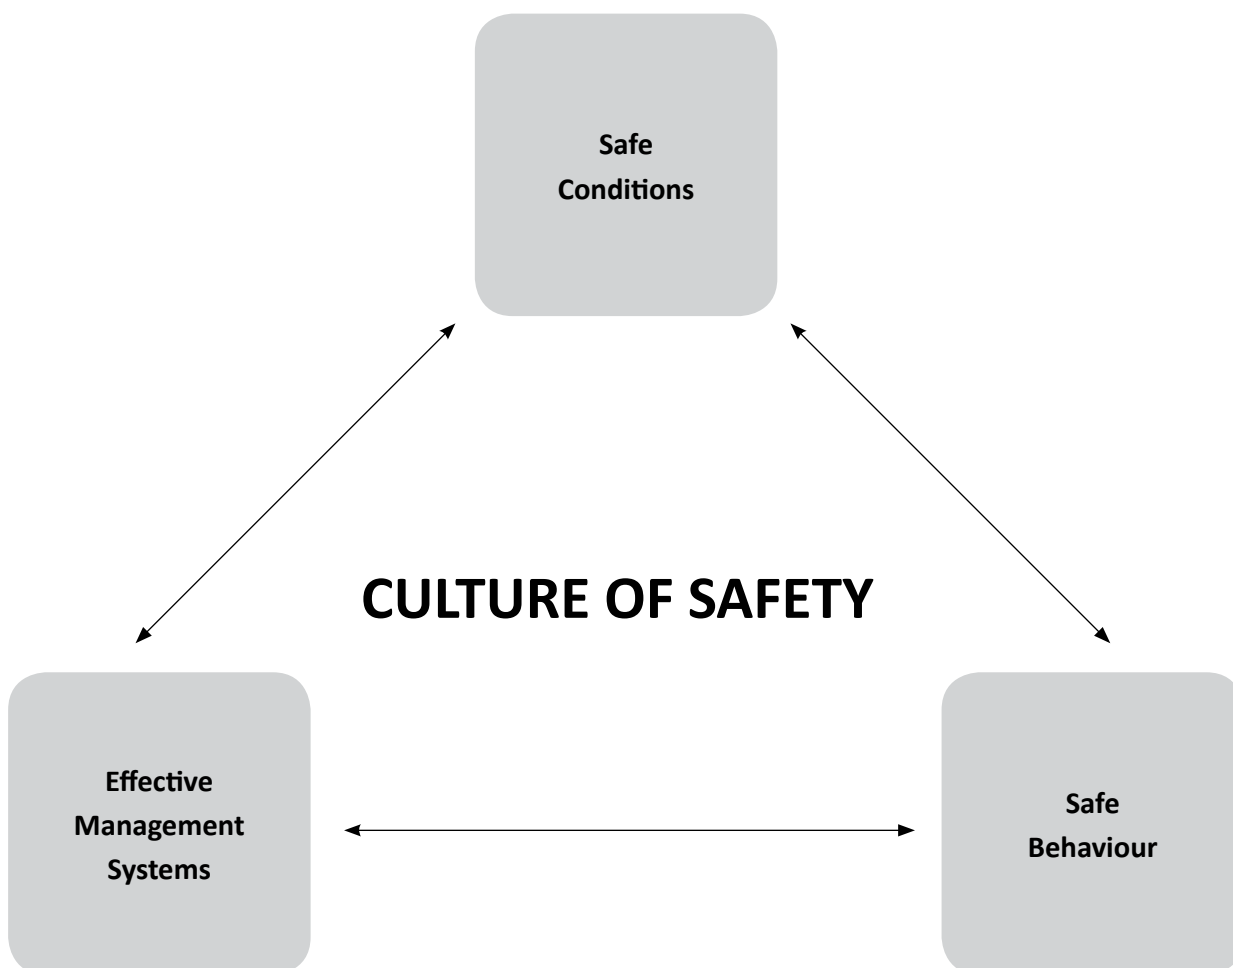 Safe
Conditions
CULTURE OF SAFETY
Effective
Management
Systems
Safe
Behaviour